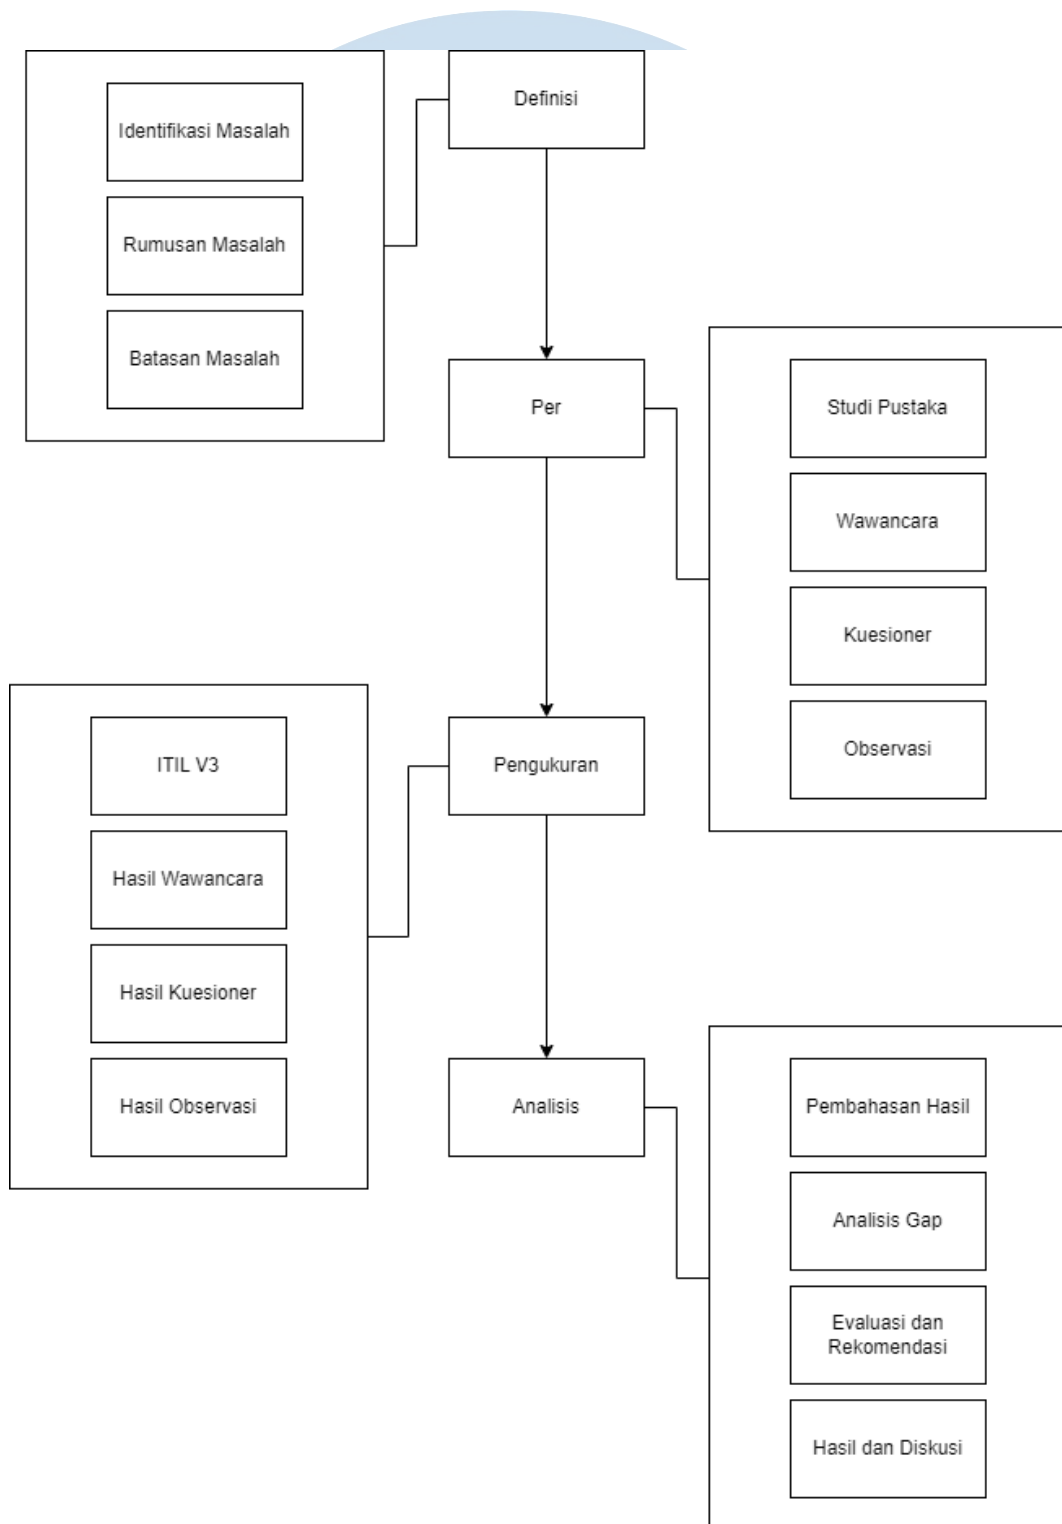 Definisi
Identifikasi Masalah
Rumusan Masalah
Batasan Masalah
Per
Studi Pustaka
Wawancara
Kuesioner
Observasi
Pengukuran
ITIL V3
Hasil Wawancara
Hasil Kuesioner
Hasil Observasi
Analisis
Pembahasan Hasil
Analisis Gap
Evaluasi dan
Rekomendasi
Hasil dan Diskusi